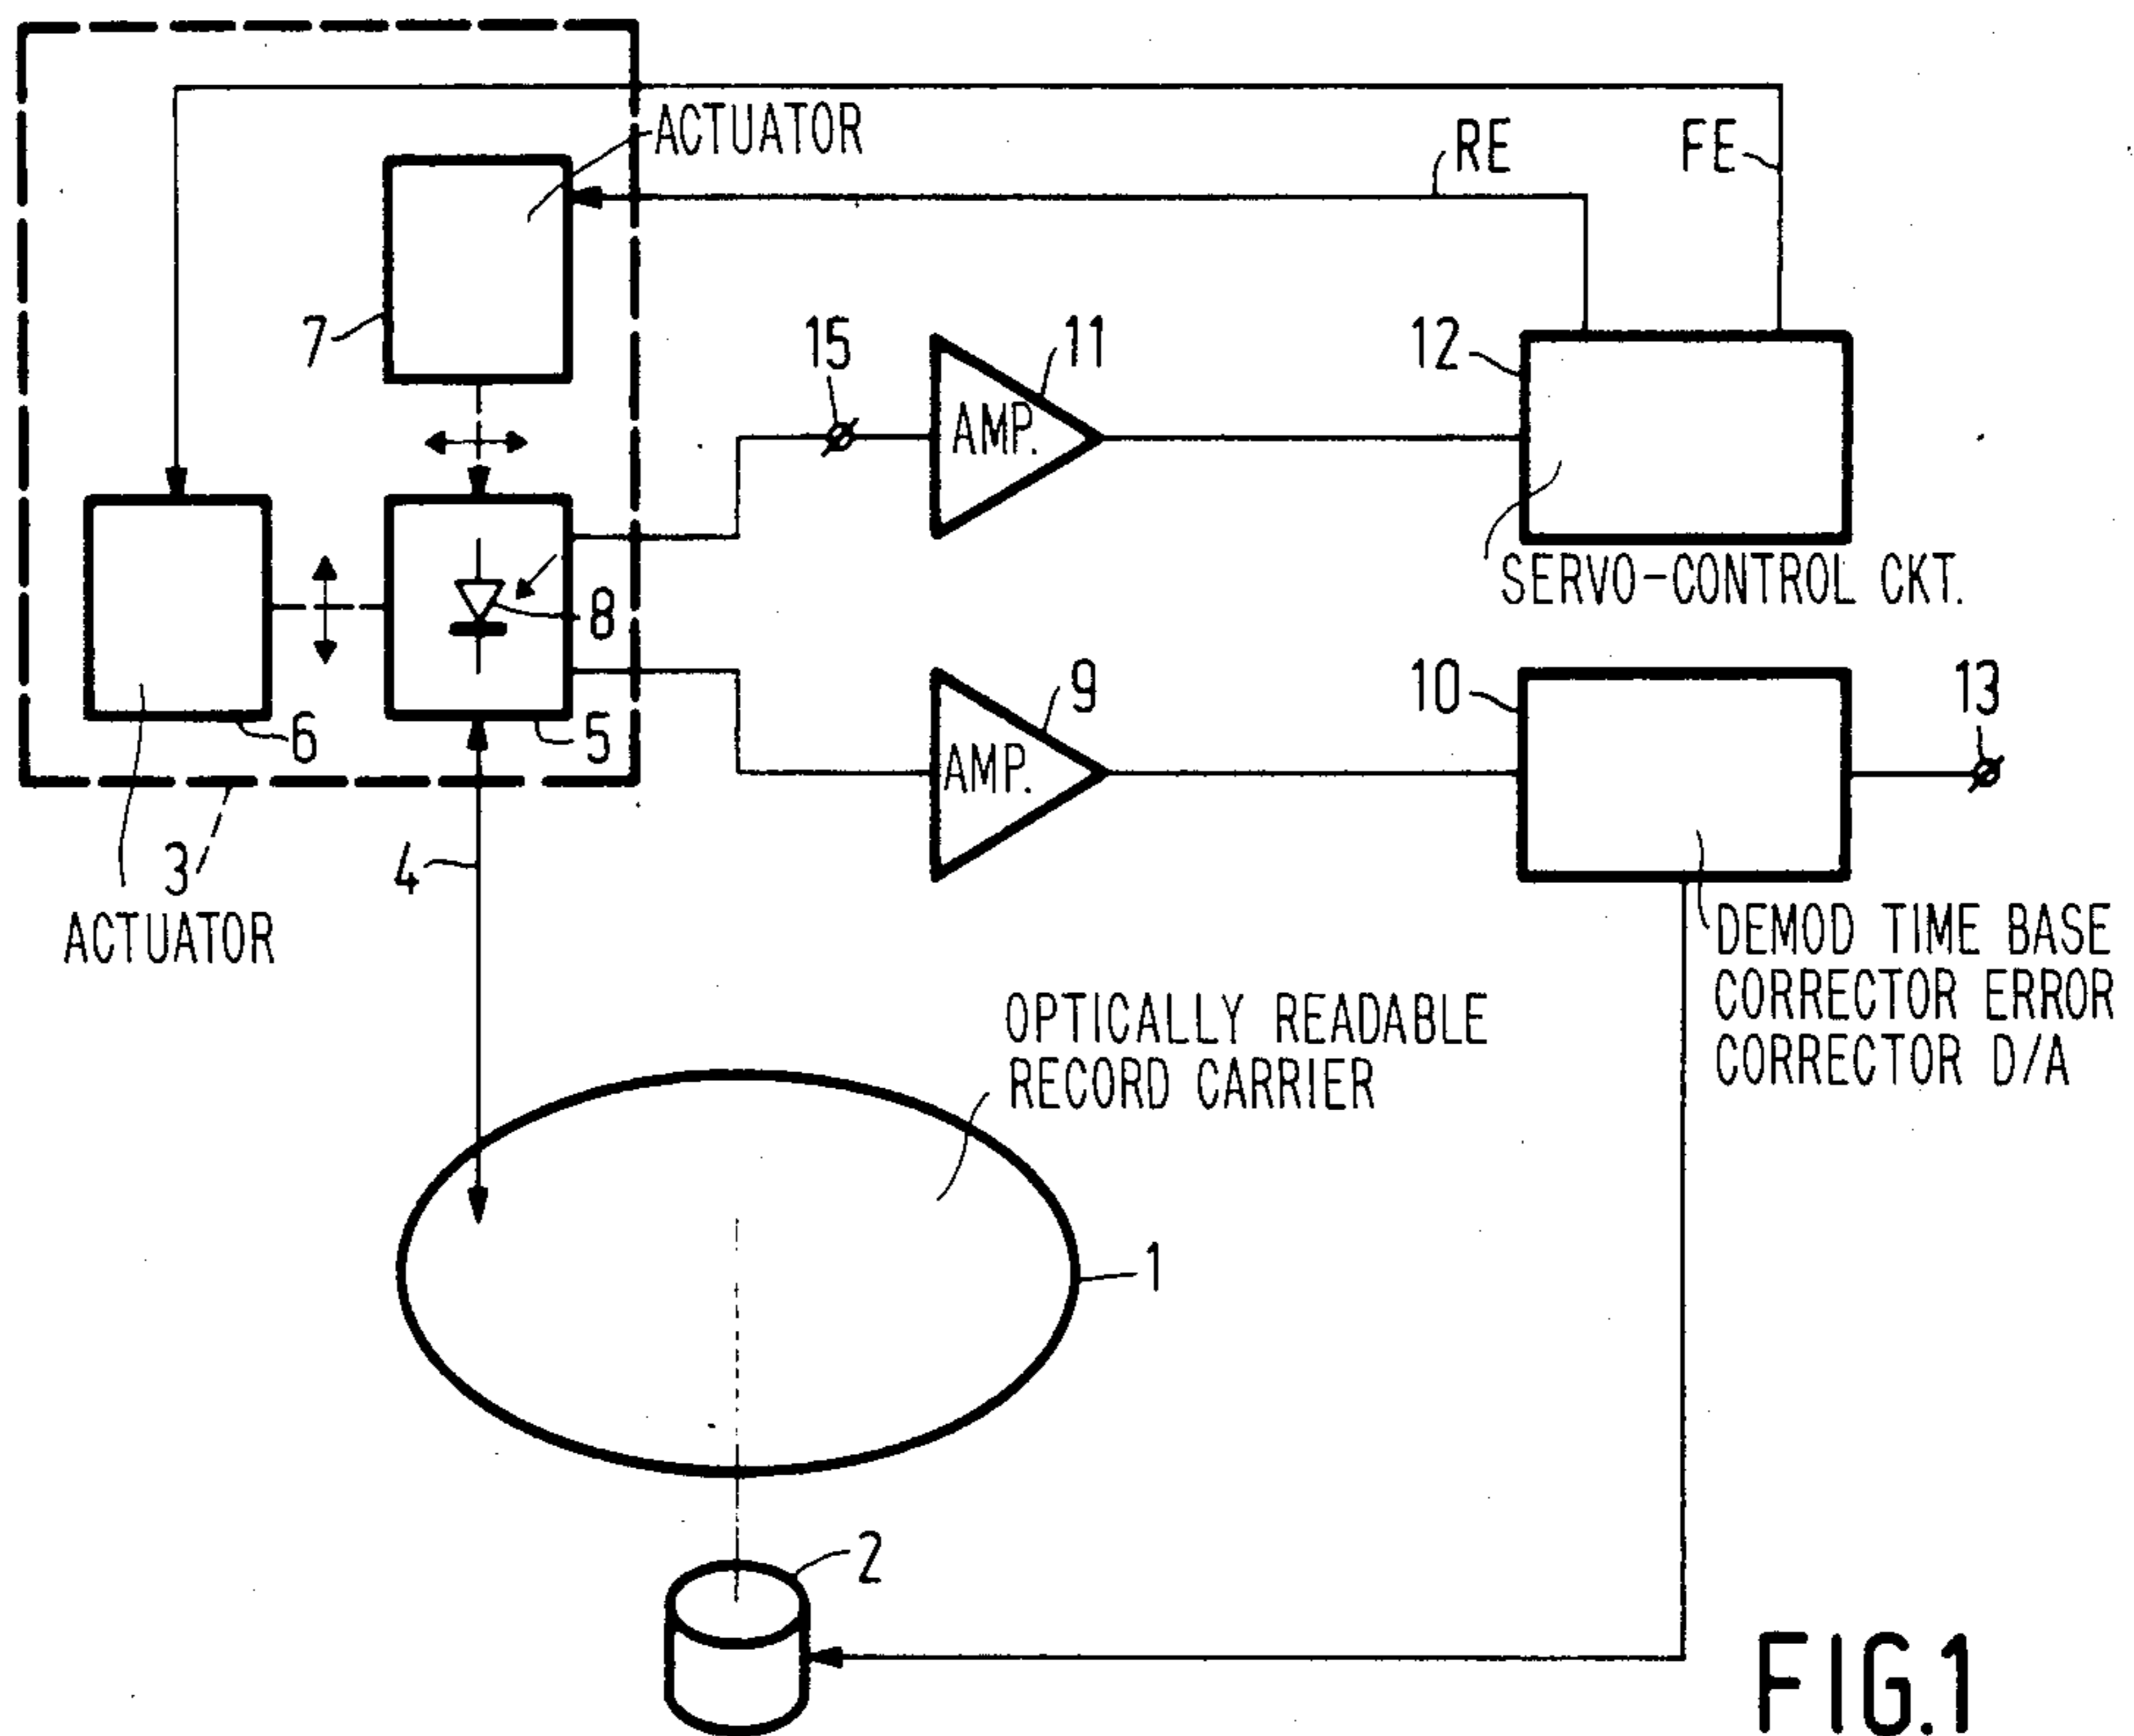 ACTUATOR
RE
FE
7
15
11
12
AMP.
8
SERVO-CONTROL CKT.
6
5
9
10
13
AMP.
3
4
ACTUATOR
DEMOD TIME BASE
CORRECTOR ERROR
CORRECTOR D/A
OPTICALLY READABLE
RECORD CARRIER
1
2
FIG.1